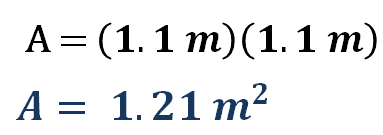 A = (1.1 m)(1.1 m)
A = 1.21 m²